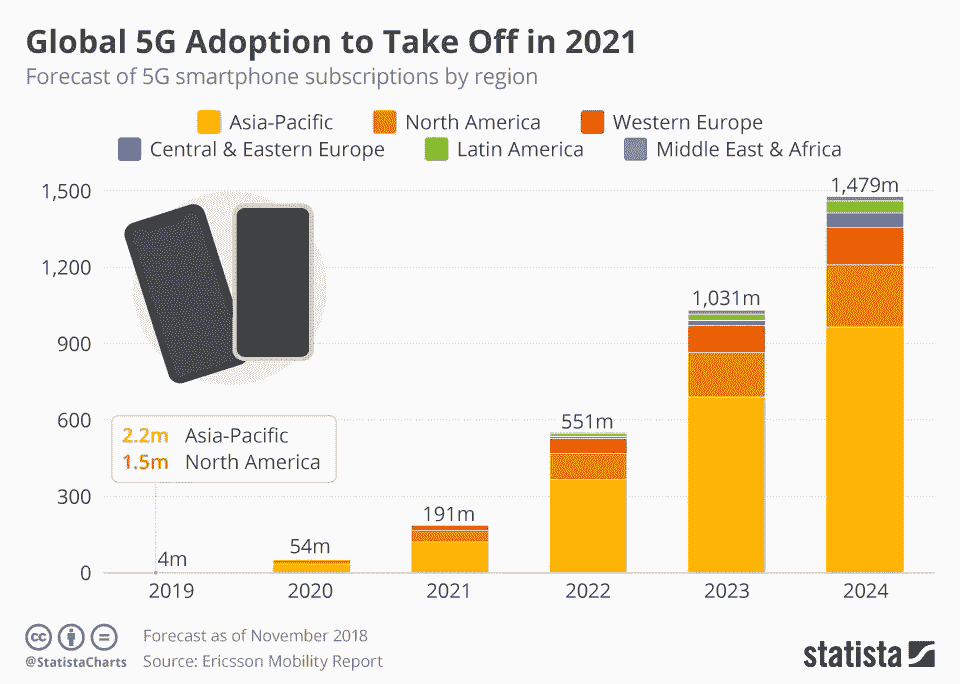 Global 5G Adoption to Take Off in 2021
Forecast of 5G smartphone subscriptions by region
Asia-Pacific North America Western Europe
Central & Eastern Europe Latin America Middle East & Africa
1,500
1,200
900
600
300
0
2.2m Asia-Pacific
1.5m North America
4m
54m
191m
551m
1,031m
1,479m
2019 2020 2021 2022 2023 2024
cc
@StatistaCharts
Forecast as of November 2018
Source: Ericsson Mobility Report
statista